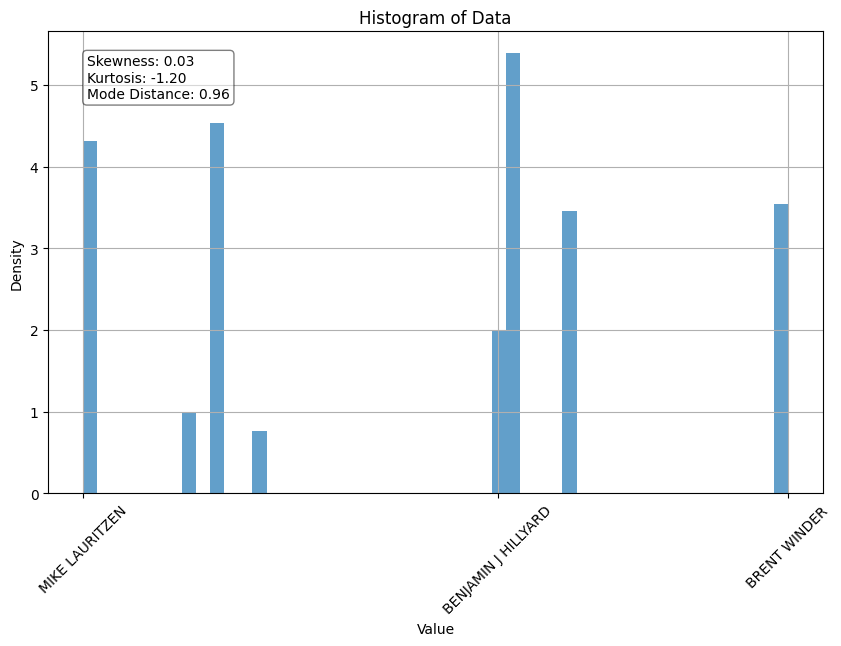 Histogram of Data
Skewness: 0.03
Kurtosis: -1.20
Mode Distance: 0.96
Density
5
4
3
2
1
0
MIKE LAURITZEN
BENJAMIN J HILLYARD
BRENT WINDER
Value